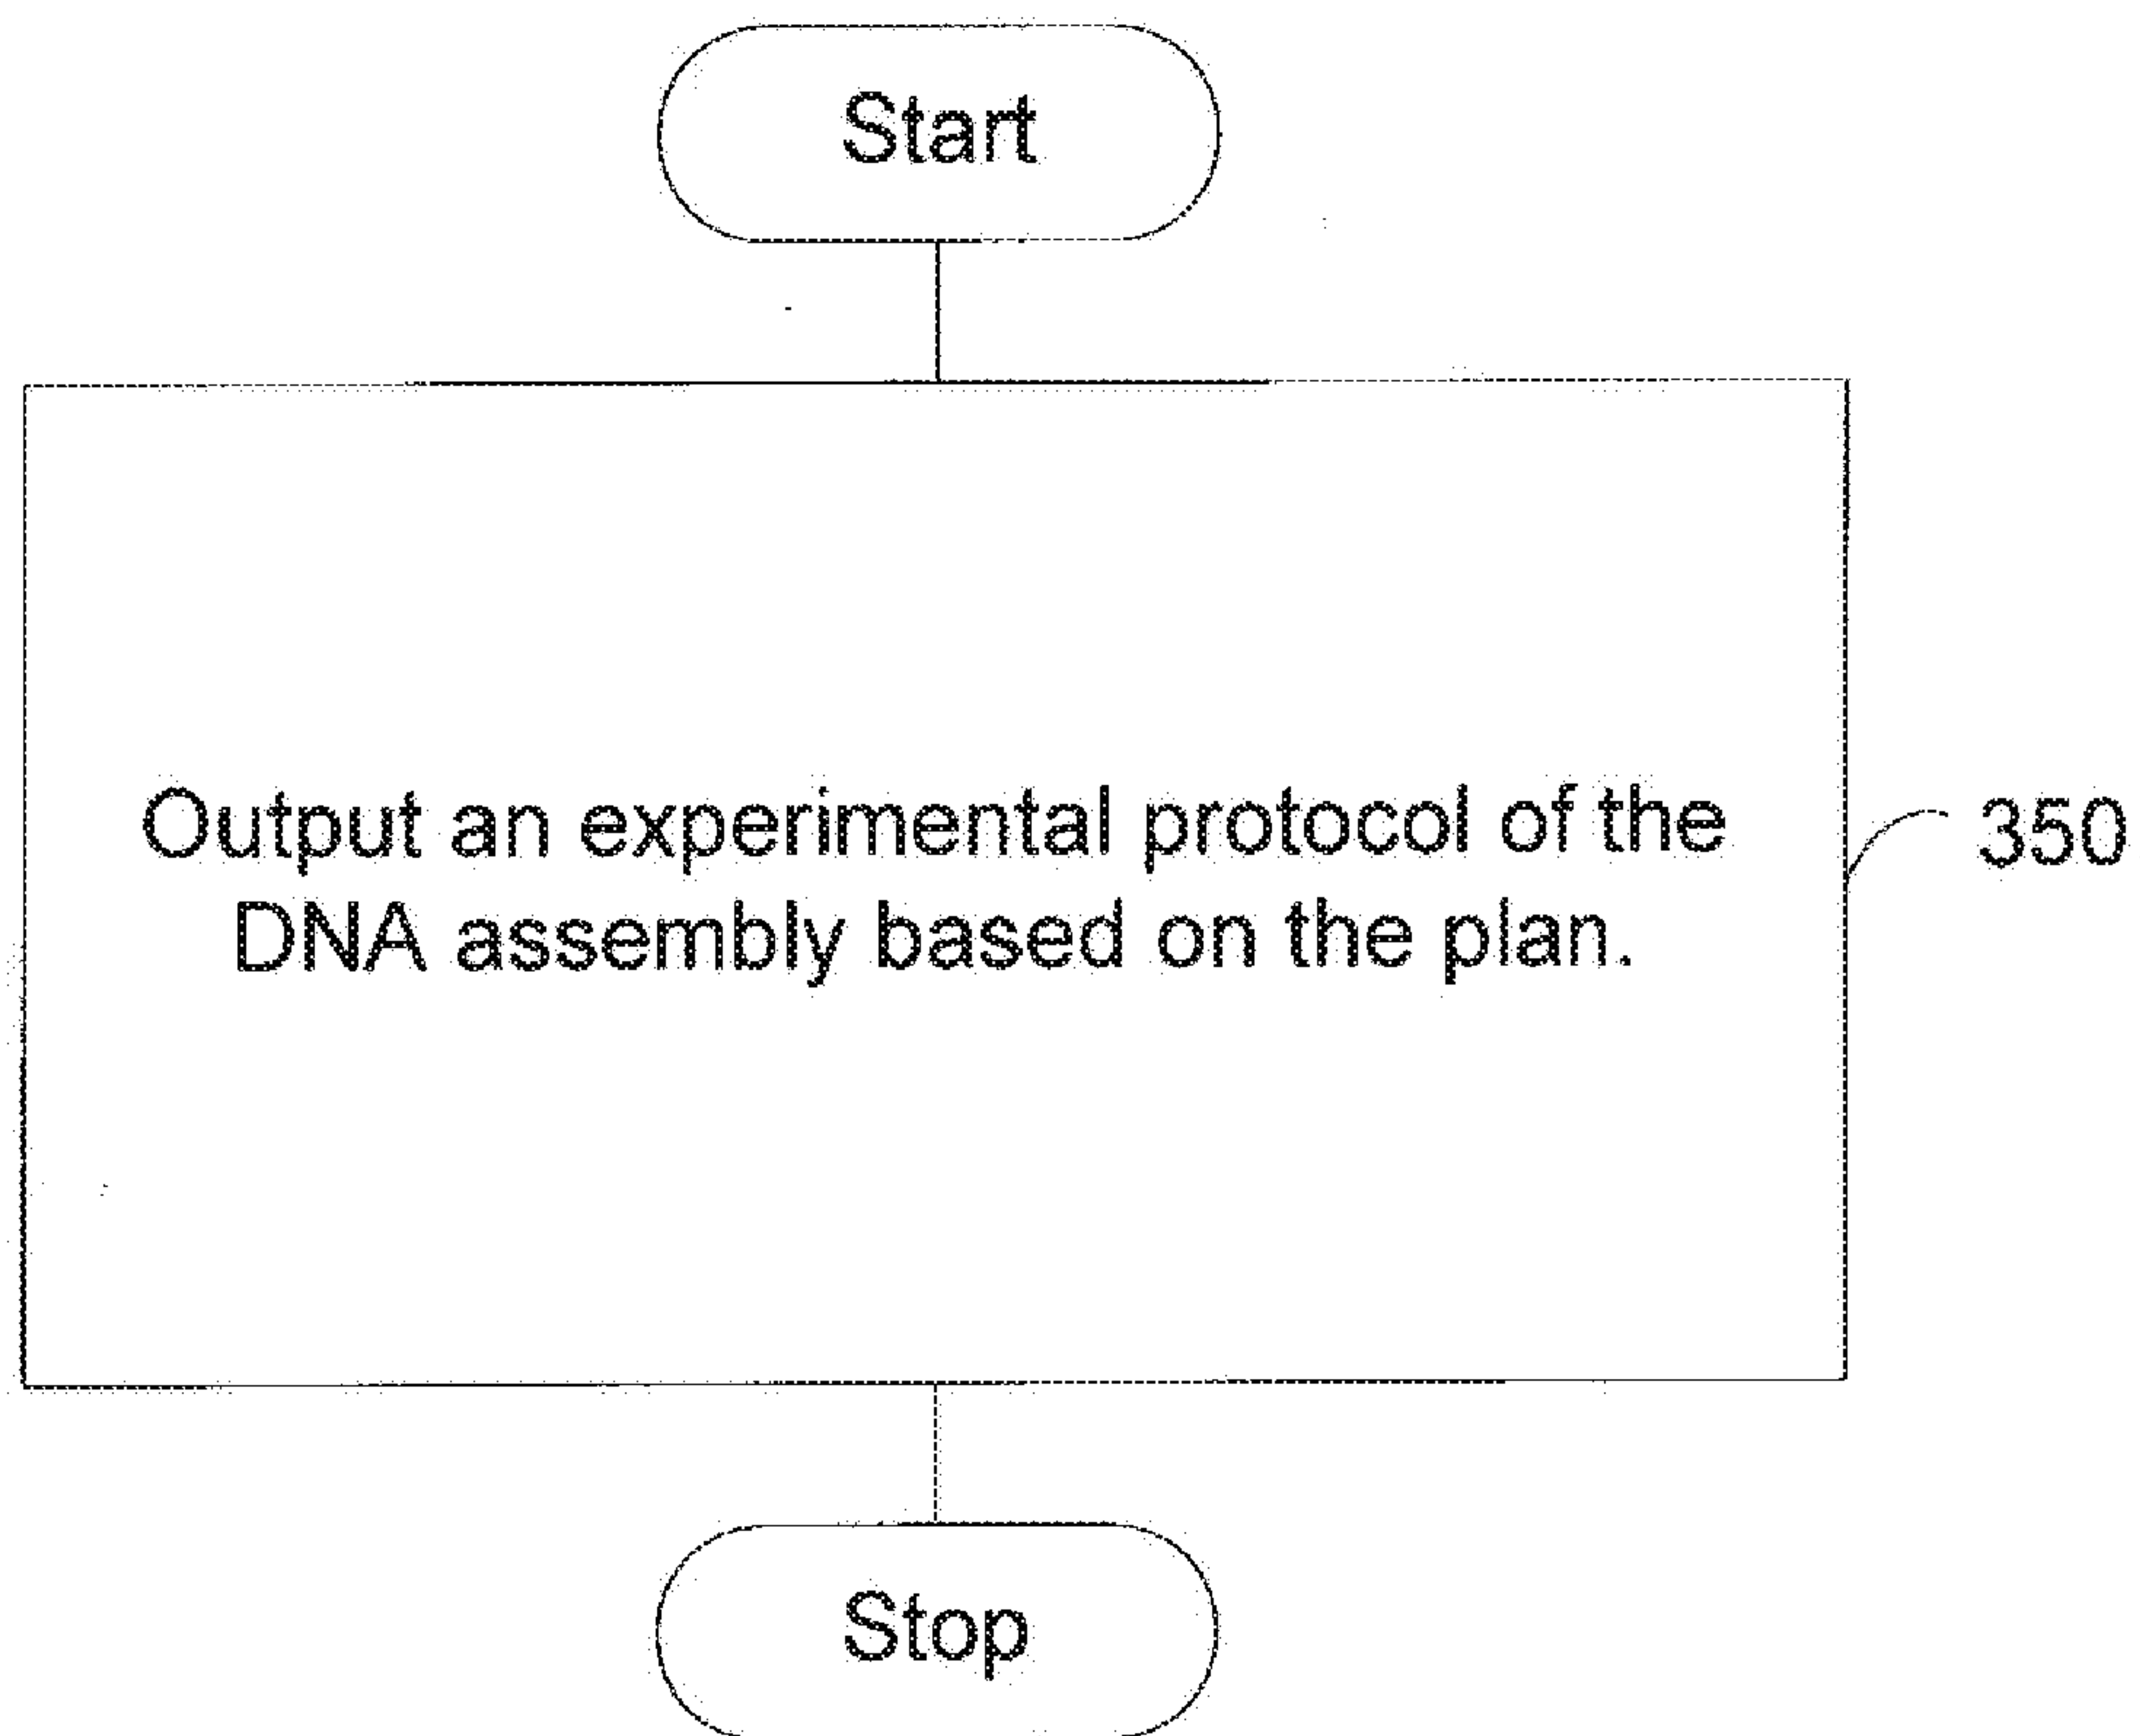 Start
Output an experimental protocol of the
DNA assembly based on the plan.
350
Stop